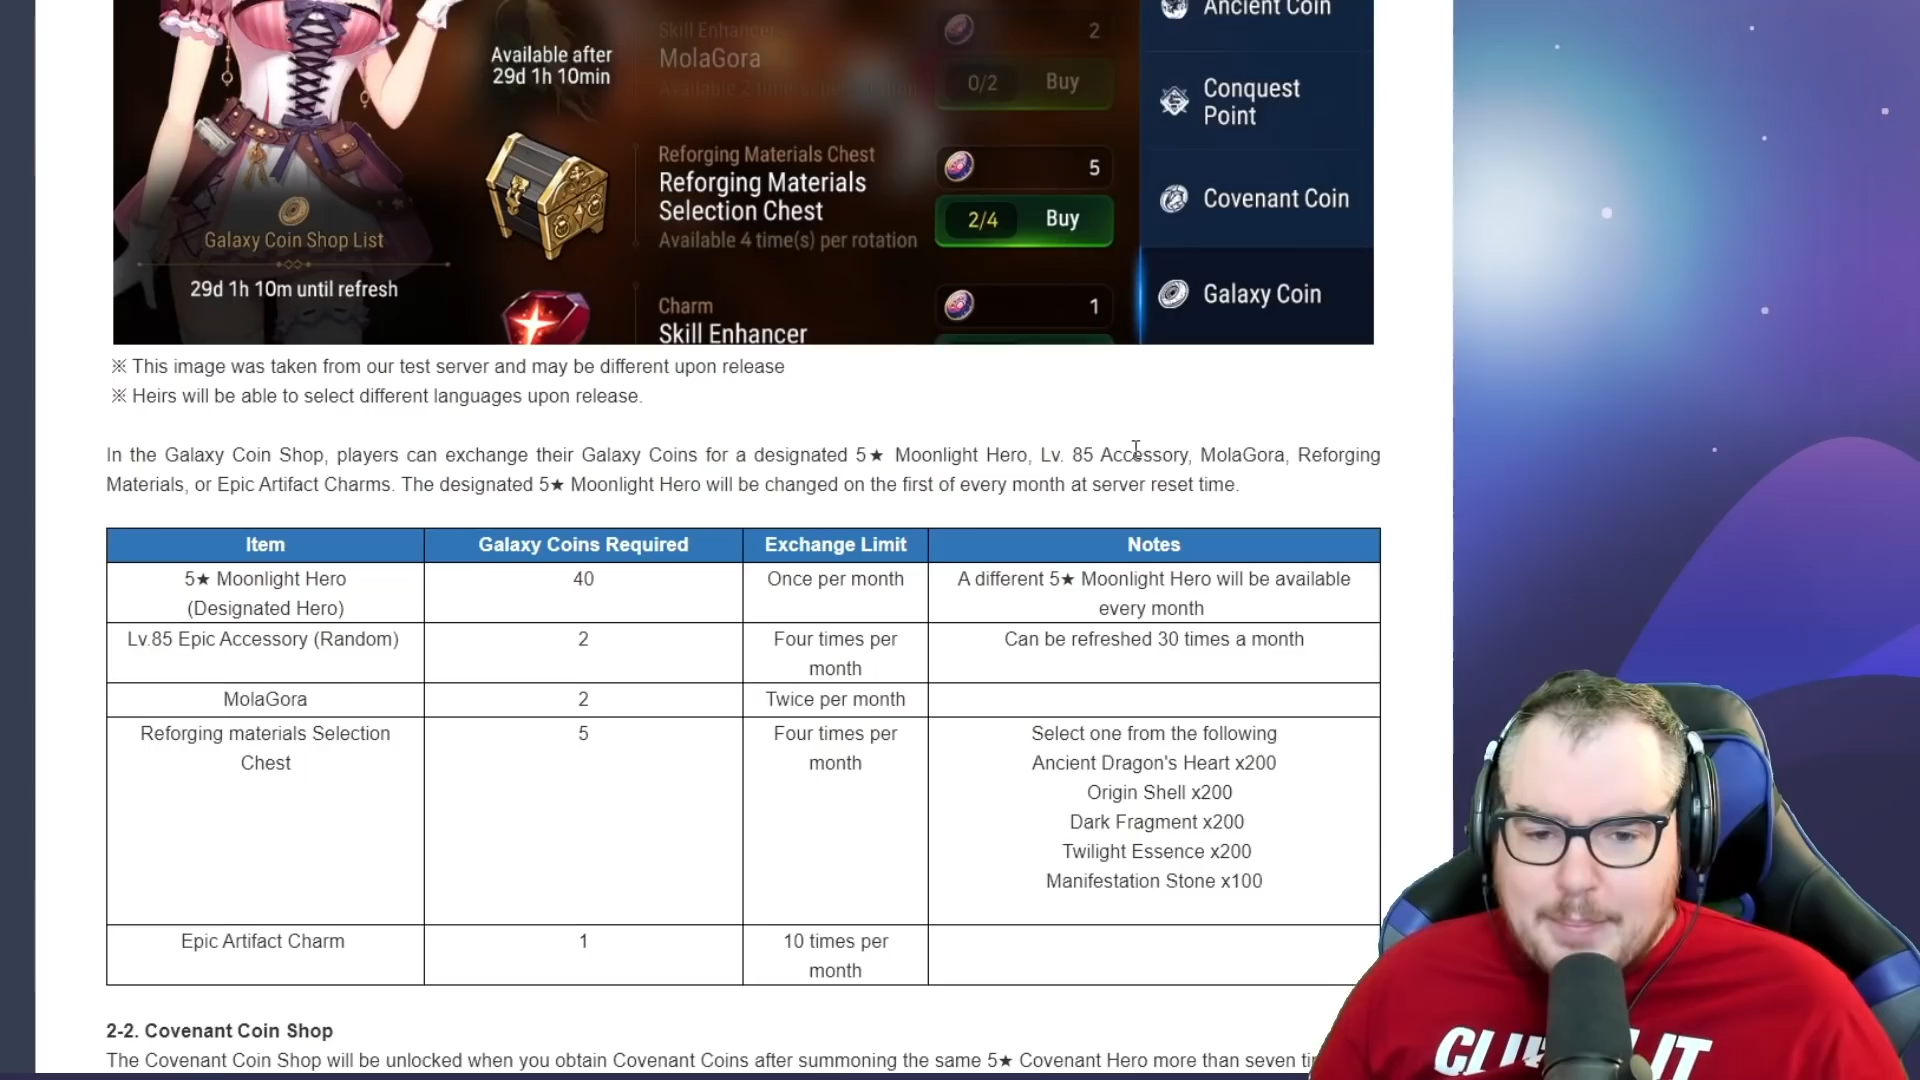 Ancient Coin
Skill Enhancer
MolaGora
2
0/2 Buy
Available after
29d 1h 10min
Conquest
Point
Reforging Materials Chest
Reforging Materials
Selection Chest
Available 4 time(s) per rotation
5
2/4 Buy
Covenant Coin
Galaxy Coin Shop List
29d 1h 10m until refresh
Charm
Skill Enhancer
1
Galaxy Coin
※ This image was taken from our test server and may be different upon release
※ Heirs will be able to select different languages upon release.
In the Galaxy Coin Shop, players can exchange their Galaxy Coins for a designated 5★ Moonlight Hero, Lv. 85 Accessory, MolaGora, Reforging
Materials, or Epic Artifact Charms. The designated 5★ Moonlight Hero will be changed on the first of every month at server reset time.
Item Galaxy Coins Required Exchange Limit Notes
5★ Moonlight Hero
(Designated Hero)
40
Once per month
A different 5★ Moonlight Hero will be available
every month
Lv.85 Epic Accessory (Random)
2
Four times per
month
Can be refreshed 30 times a month
MolaGora
2
Twice per month
Reforging materials Selection
Chest
5
Four times per
month
Select one from the following
Ancient Dragon's Heart x200
Origin Shell x200
Dark Fragment x200
Twilight Essence x200
Manifestation Stone x100
Epic Artifact Charm
1
10 times per
month
2-2. Covenant Coin Shop
The Covenant Coin Shop will be unlocked when you obtain Covenant Coins after summoning the same 5★ Covenant Hero more than seven